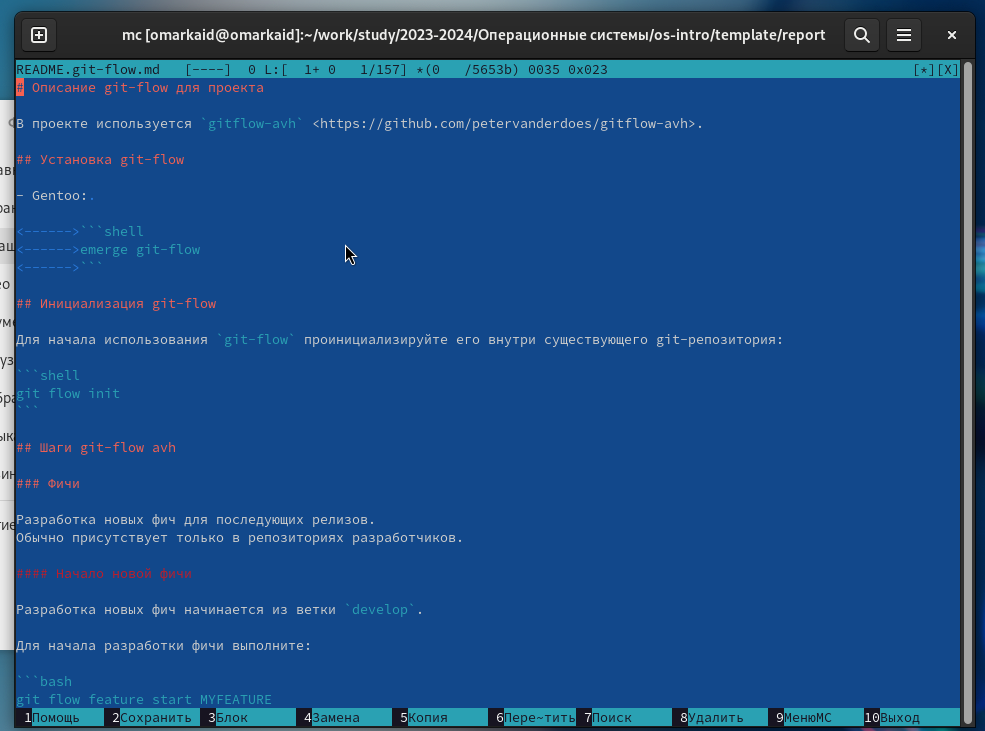 mc [omarkaid@omarkaid]:~/work/study/2023-2024/Операционные системы/os-intro/template/report
README.git-flow.md   [----]  0 L:[  1+ 0   1/157] *(0   /5653b) 0035 0x023   [*][X]
# Описание git-flow для проекта
В проекте используется `gitflow-avh` <https://github.com/petervanderdoes/gitflow-avh>.
## Установка git-flow
- Gentoo:.
<------>```shell
<------>emerge git-flow
<------>```
## Инициализация git-flow
Для начала использования `git-flow` проинициализируйте его внутри существующего git-репозитория:
```shell
git flow init
```
## Шаги git-flow avh
### Фичи
Разработка новых фич для последующих релизов.
Обычно присутствует только в репозиториях разработчиков.
#### Начало новой фичи
Разработка новых фич начинается из ветки `develop`.
Для начала разработки фичи выполните:
```bash
git flow feature start MYFEATURE
1Помощь 2Сохранить 3Блок 4Замена 5Копия 6Пере~тить 7Поиск 8Удалить 9МенюMC 10Выход